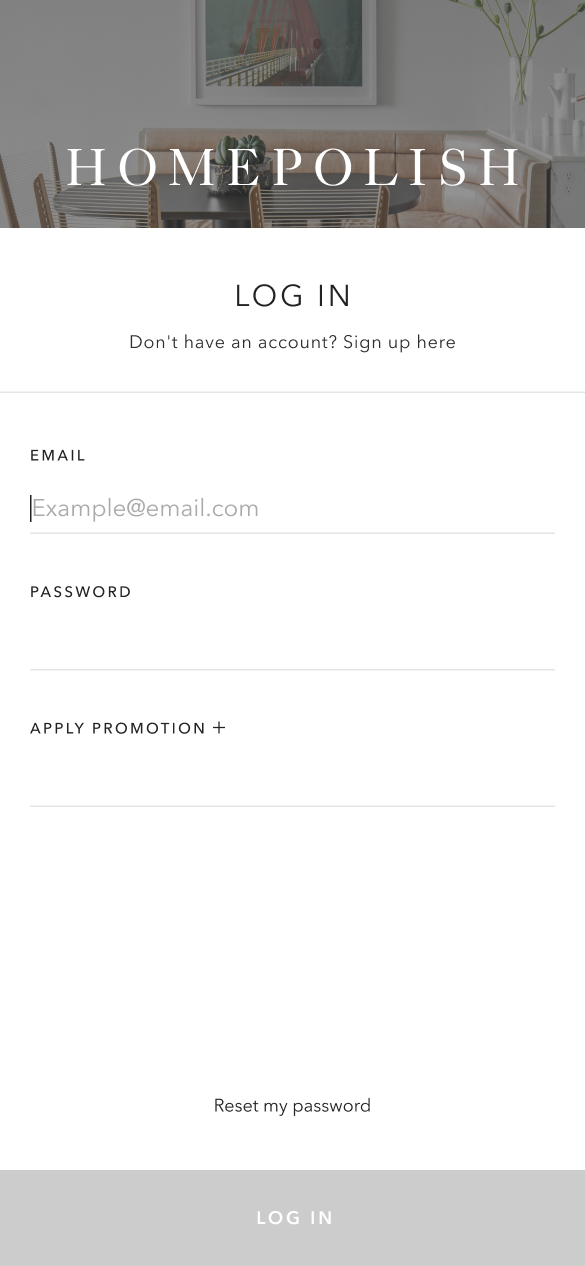 HOMEPOLISH
LOG IN
Don't have an account? Sign up here
EMAIL
Example@email.com
PASSWORD
APPLY PROMOTION +
Reset my password
LOG IN